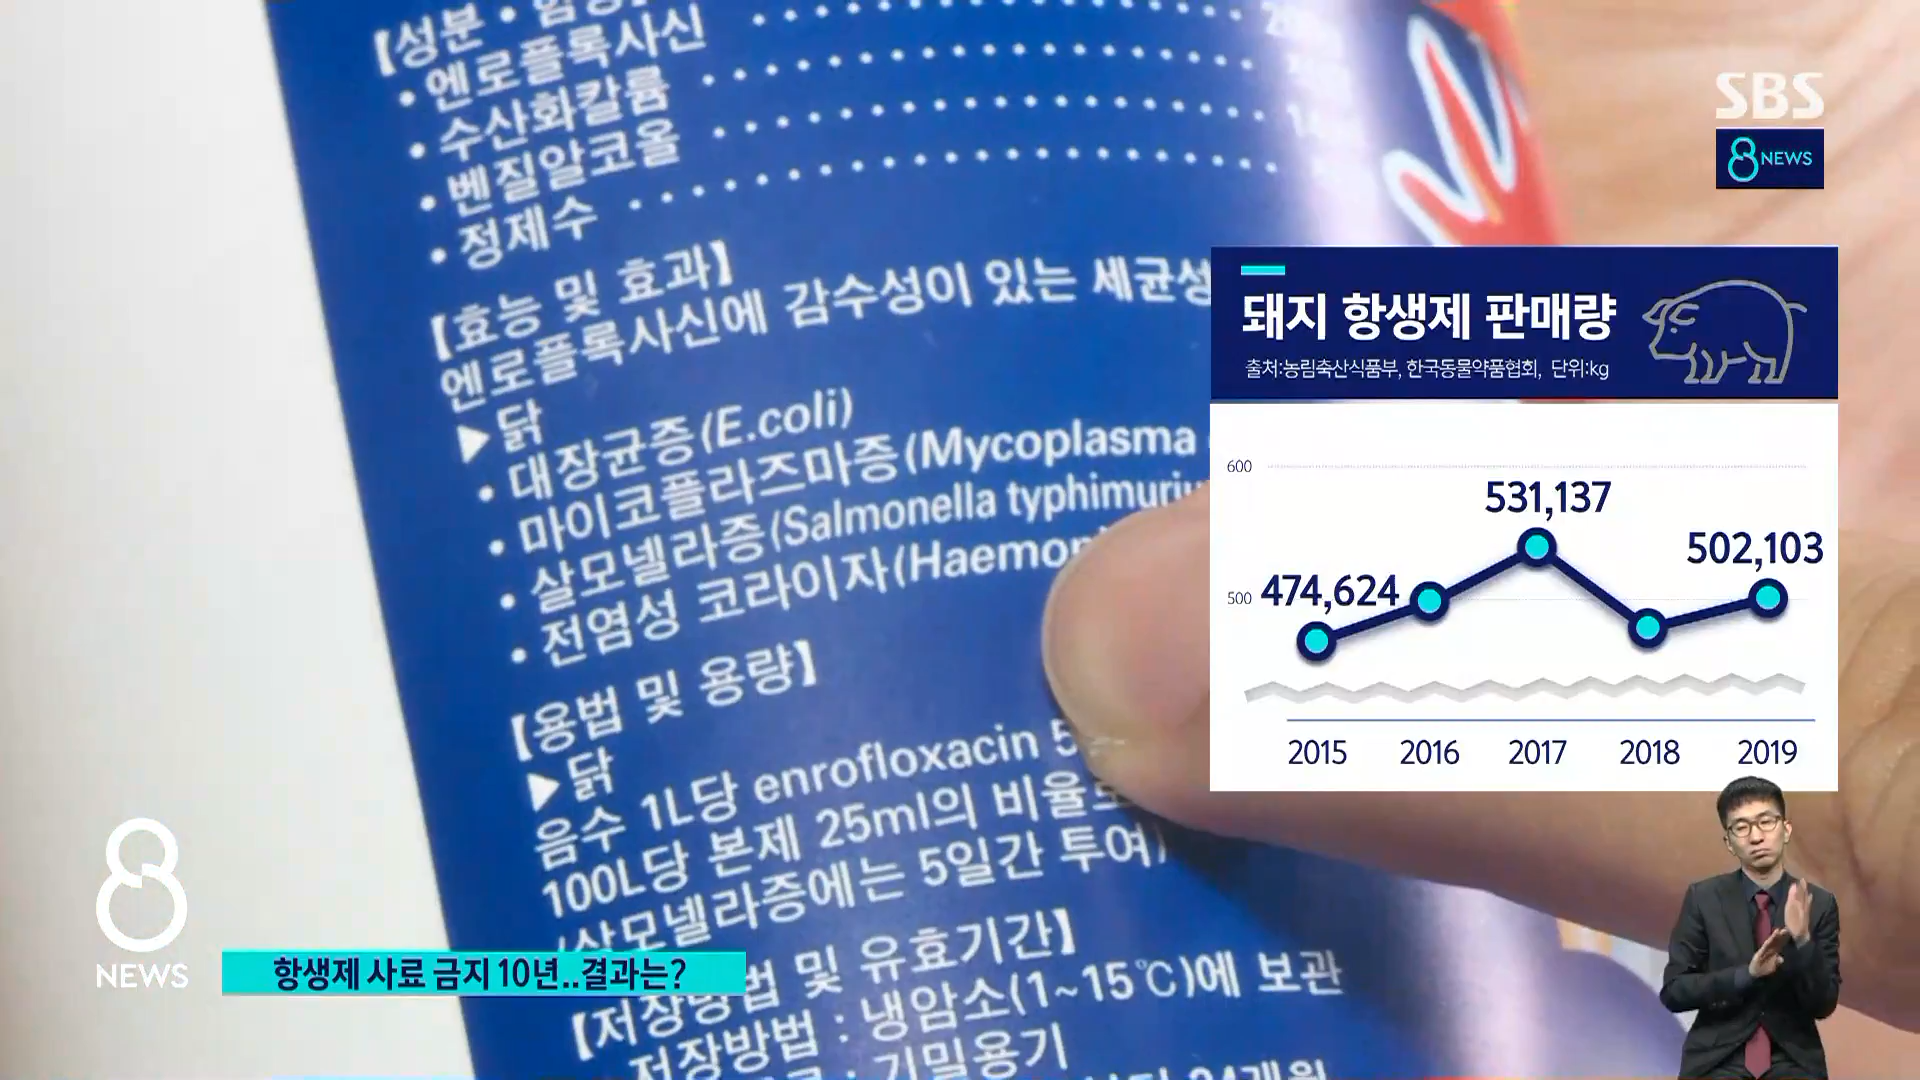 【성분・함량】
・엔로플록사신
・수산화칼륨
・벤질알코올
・정제수
【효능 및 효과】
엔로플록사신에 감수성이 있는 세균성
▶닭
・대장균증(E.coli)
・마이코플라즈마증(Mycoplasma
・살모넬라증(Salmonella typhimuriu
・전염성 코라이자(Haemop
【용법 및 용량】
▶닭
음수 1L당 enrofloxacin 5
100L당 본제 25ml의 비율로
(살모넬라증에는 5일간 투여)
【저장방법 및 유효기간】
저장방법 : 냉암소(1~15℃)에 보관
: 기밀용기
24개월
SBS
8 NEWS
돼지 항생제 판매량
출처:농림축산식품부, 한국동물약품협회, 단위:kg
600
531,137
502,103
500
474,624
2015 2016 2017 2018 2019
8
NEWS
항생제 사료 금지 10년..결과는?